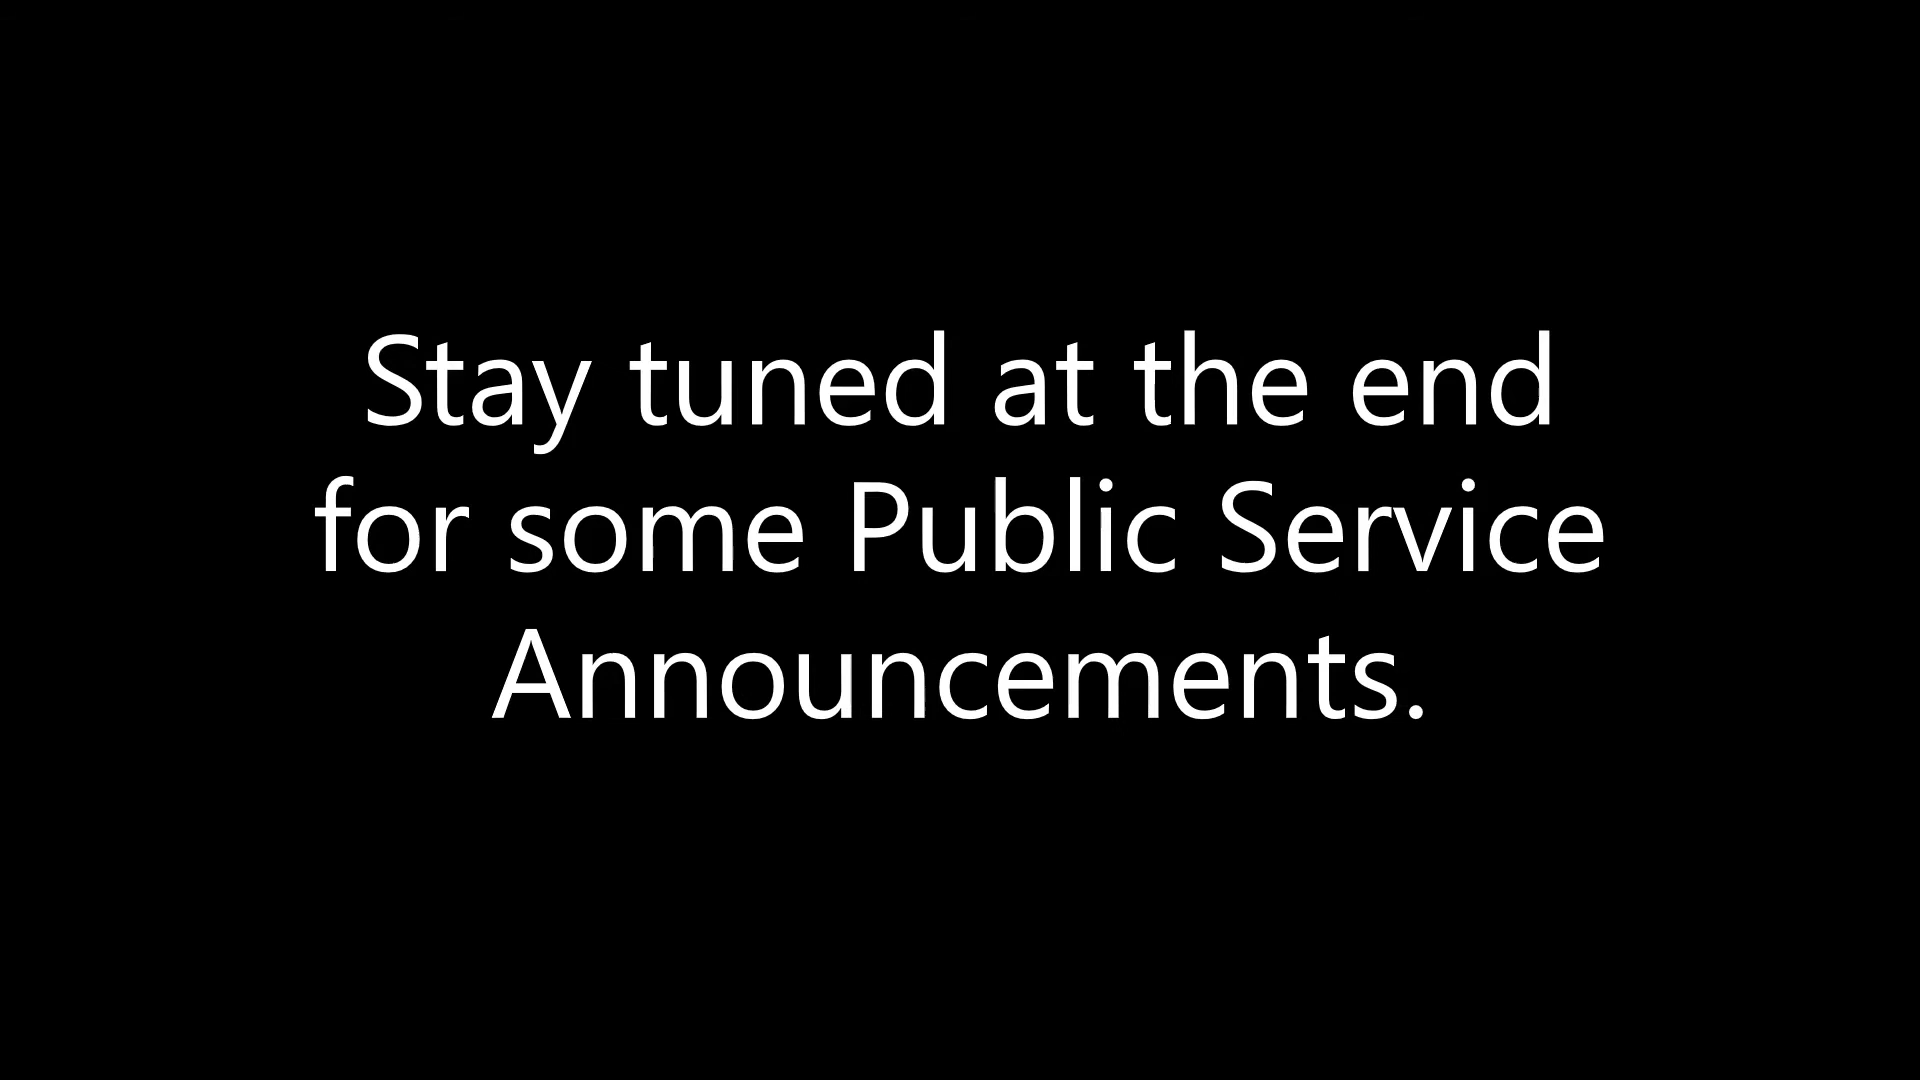 Stay tuned at the end
for some Public Service
Announcements.